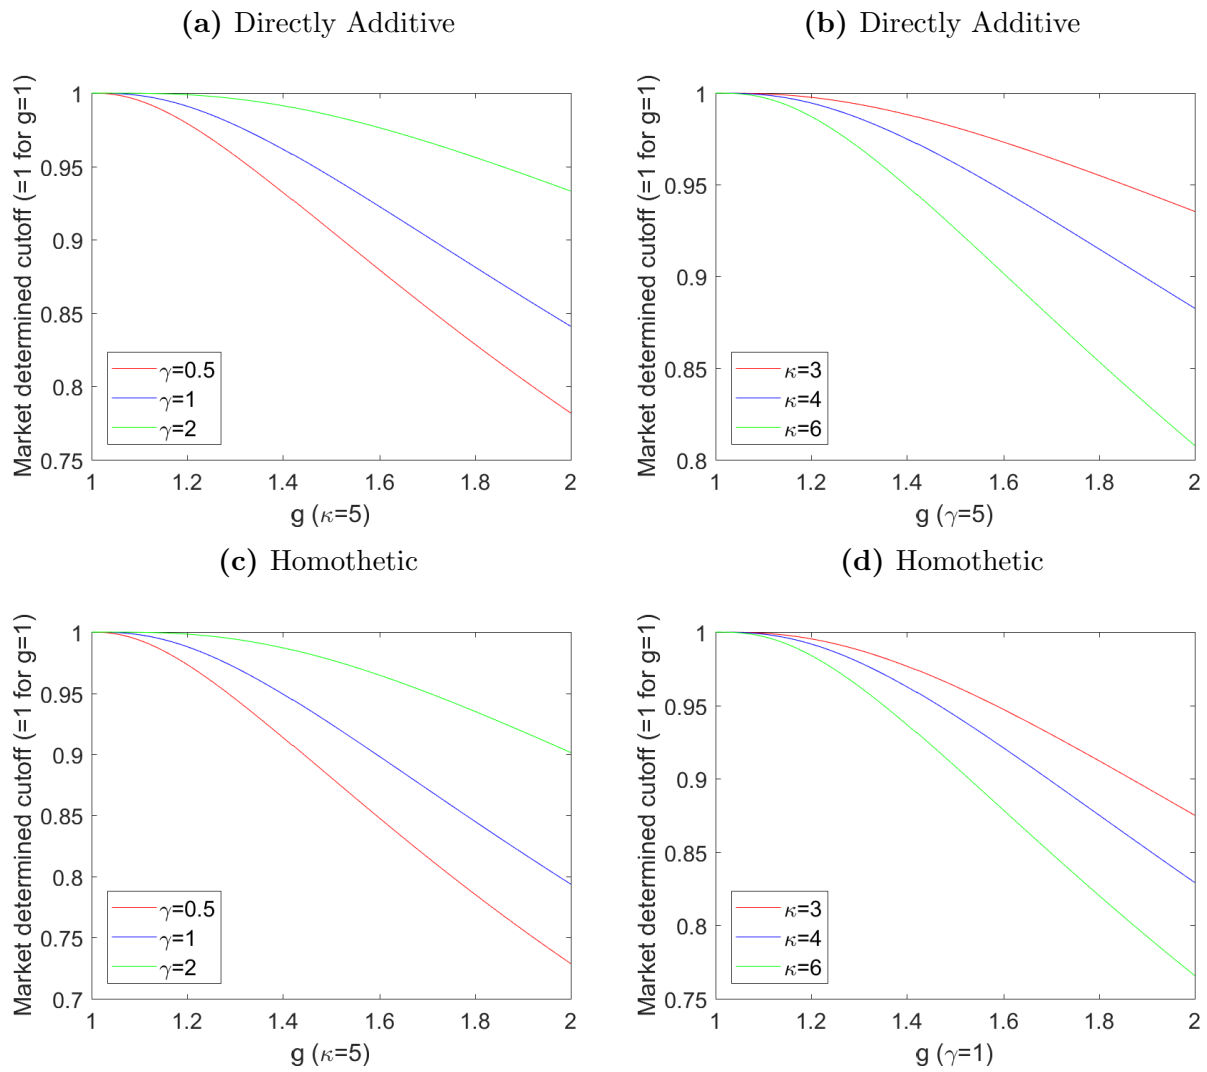 (a) Directly Additive
Market determined cutoff (=1 for g=1)
1
0.95
0.9
0.85
0.8
0.75
γ=0.5
γ=1
γ=2
1 1.2 1.4 1.6 1.8 2
g (κ=5)
(b) Directly Additive
Market determined cutoff (=1 for g=1)
1
0.95
0.9
0.85
0.8
κ=3
κ=4
κ=6
1 1.2 1.4 1.6 1.8 2
g (γ=5)
(c) Homothetic
Market determined cutoff (=1 for g=1)
1
0.95
0.9
0.85
0.8
0.75
0.7
γ=0.5
γ=1
γ=2
1 1.2 1.4 1.6 1.8 2
g (κ=5)
(d) Homothetic
Market determined cutoff (=1 for g=1)
1
0.95
0.9
0.85
0.8
0.75
κ=3
κ=4
κ=6
1 1.2 1.4 1.6 1.8 2
g (γ=1)